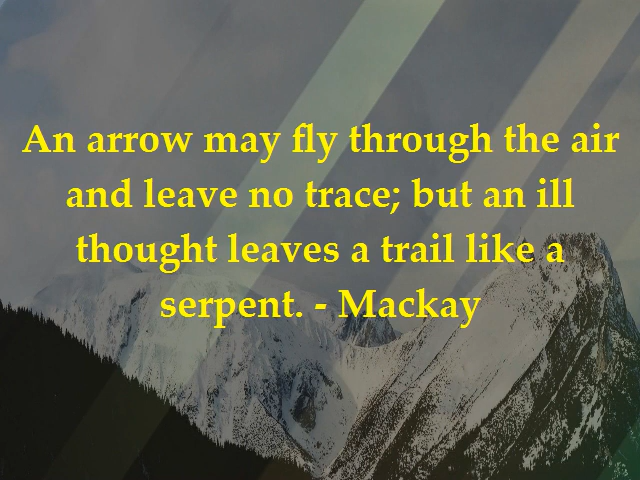 An arrow may fly through the air
and leave no trace; but an ill
thought leaves a trail like a
serpent. - Mackay